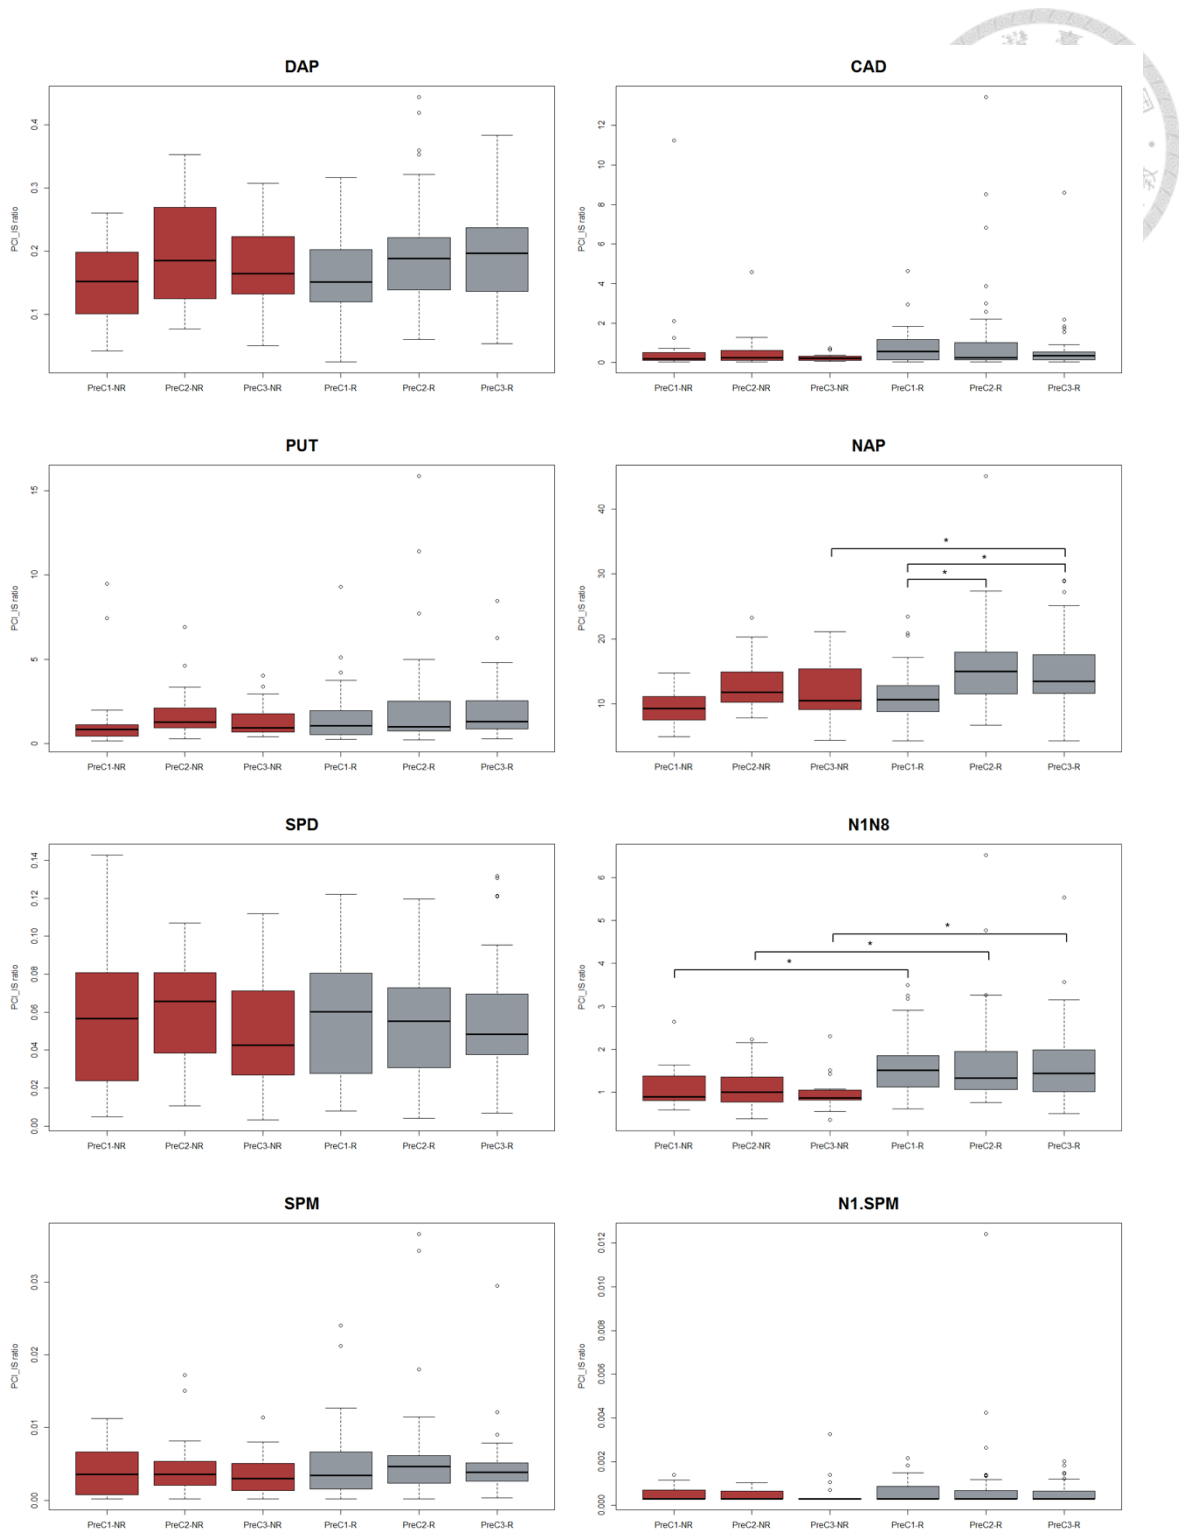 DAP
CAD
PCI_IS ratio
0.4
0.3
0.2
0.1
PreC1-NR PreC2-NR PreC3-NR PreC1-R PreC2-R PreC3-R
PCI_IS ratio
12
10
8
6
4
2
0
PreC1-NR PreC2-NR PreC3-NR PreC1-R PreC2-R PreC3-R
PUT
NAP
PCI_IS ratio
15
10
5
0
PreC1-NR PreC2-NR PreC3-NR PreC1-R PreC2-R PreC3-R
PCI_IS ratio
40
30
20
10
*
*
*
PreC1-NR PreC2-NR PreC3-NR PreC1-R PreC2-R PreC3-R
SPD
N1N8
PCI_IS ratio
0.14
0.12
0.10
0.08
0.06
0.04
0.02
0.00
PreC1-NR PreC2-NR PreC3-NR PreC1-R PreC2-R PreC3-R
PCI_IS ratio
6
5
4
3
2
1
*
*
*
PreC1-NR PreC2-NR PreC3-NR PreC1-R PreC2-R PreC3-R
SPM
N1.SPM
PCI_IS ratio
0.03
0.02
0.01
0.00
PreC1-NR PreC2-NR PreC3-NR PreC1-R PreC2-R PreC3-R
PCI_IS ratio
0.012
0.010
0.008
0.006
0.004
0.002
0.000
PreC1-NR PreC2-NR PreC3-NR PreC1-R PreC2-R PreC3-R